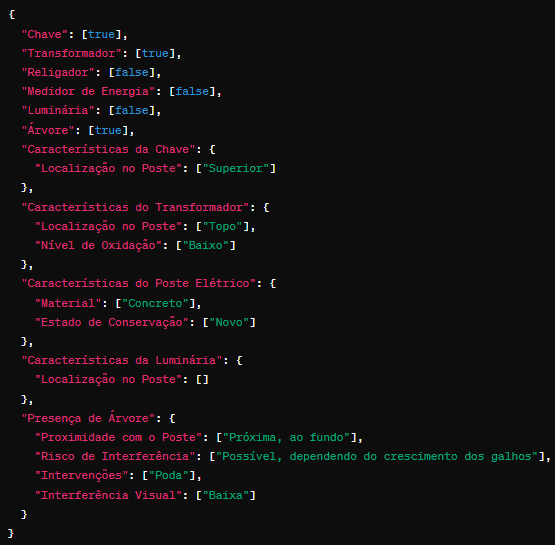 {
  "Chave": [true],
  "Transformador": [true],
  "Religador": [false],
  "Medidor de Energia": [false],
  "Luminária": [false],
  "Árvore": [true],
  "Características da Chave": {
    "Localização no Poste": ["Superior"]
  },
  "Características do Transformador": {
    "Localização no Poste": ["Topo"],
    "Nível de Oxidação": ["Baixo"]
  },
  "Características do Poste Elétrico": {
    "Material": ["Concreto"],
    "Estado de Conservação": ["Novo"]
  },
  "Características da Luminária": {
    "Localização no Poste": []
  },
  "Presença de Árvore": {
    "Proximidade com o Poste": ["Próxima, ao fundo"],
    "Risco de Interferência": ["Possível, dependendo do crescimento dos galhos"],
    "Intervenções": ["Poda"],
    "Interferência Visual": ["Baixa"]
  }
}